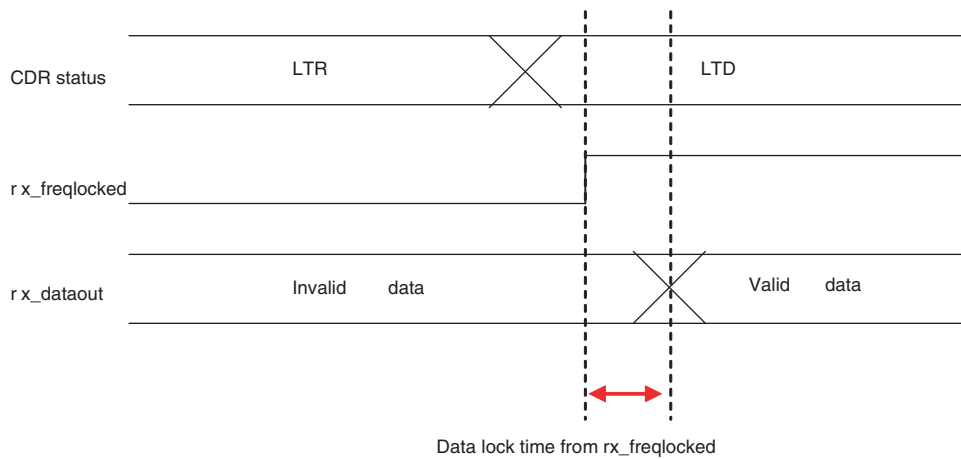 CDR status
LTR
LTD
r x_freqlocked
r x_dataout
Invalid data
Valid data
Data lock time from rx_freqlocked